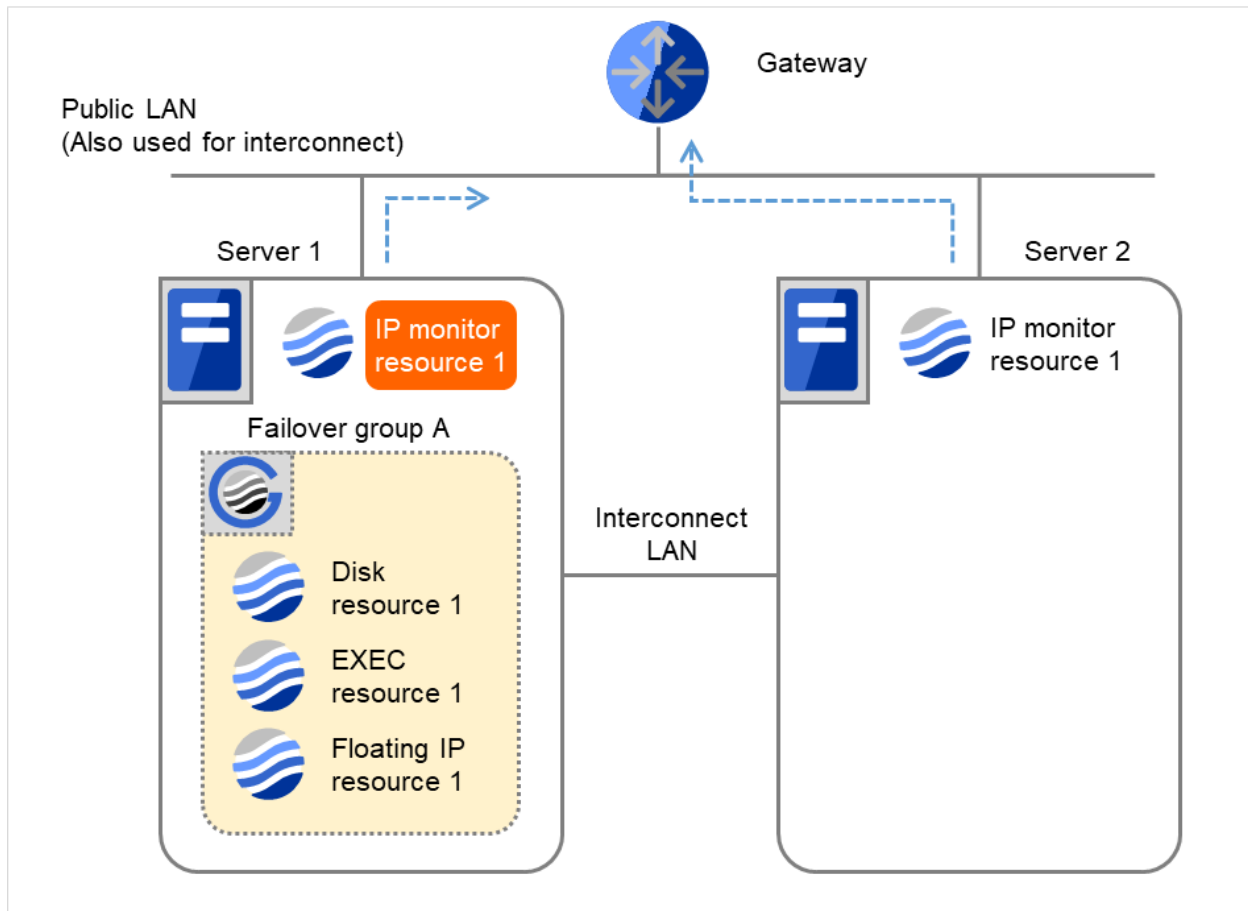 Gateway
Public LAN
(Also used for interconnect)
Server 1
Server 2
IP monitor
resource 1
IP monitor
resource 1
Failover group A
Interconnect
LAN
Disk
resource 1
EXEC
resource 1
Floating IP
resource 1